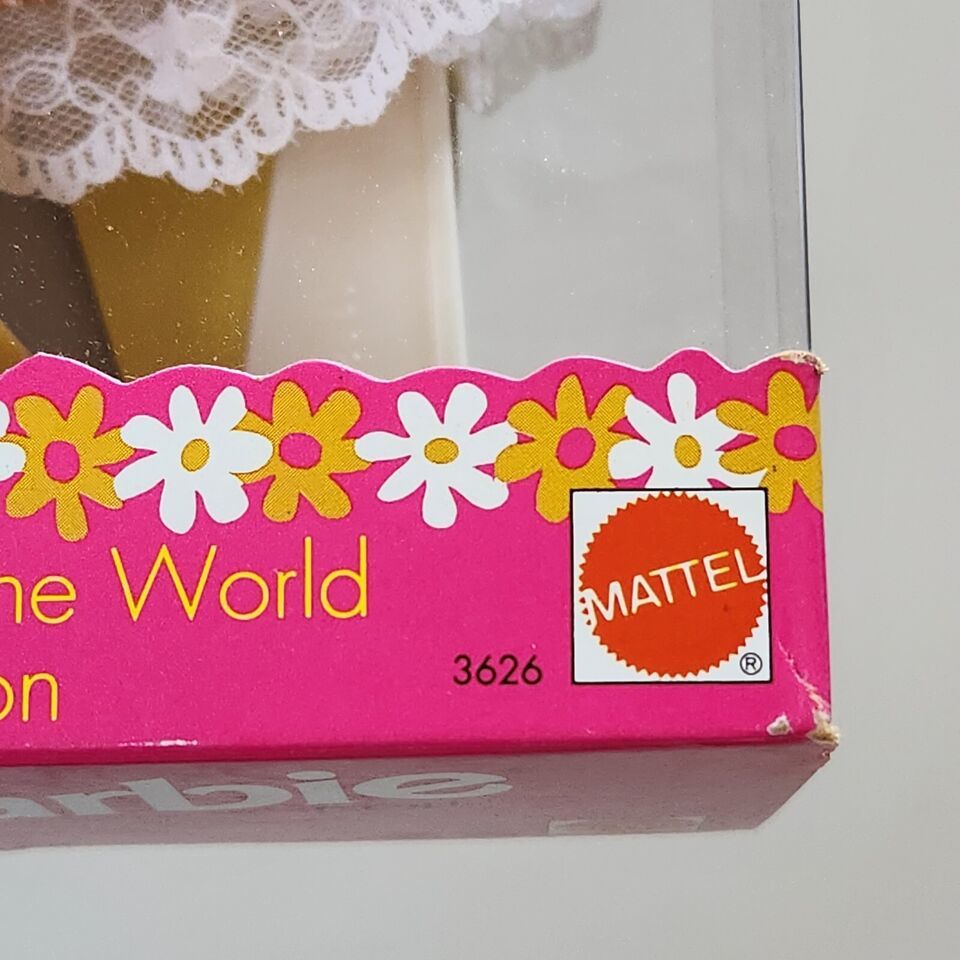 he World
on
3626
MATTEL
®
arbie